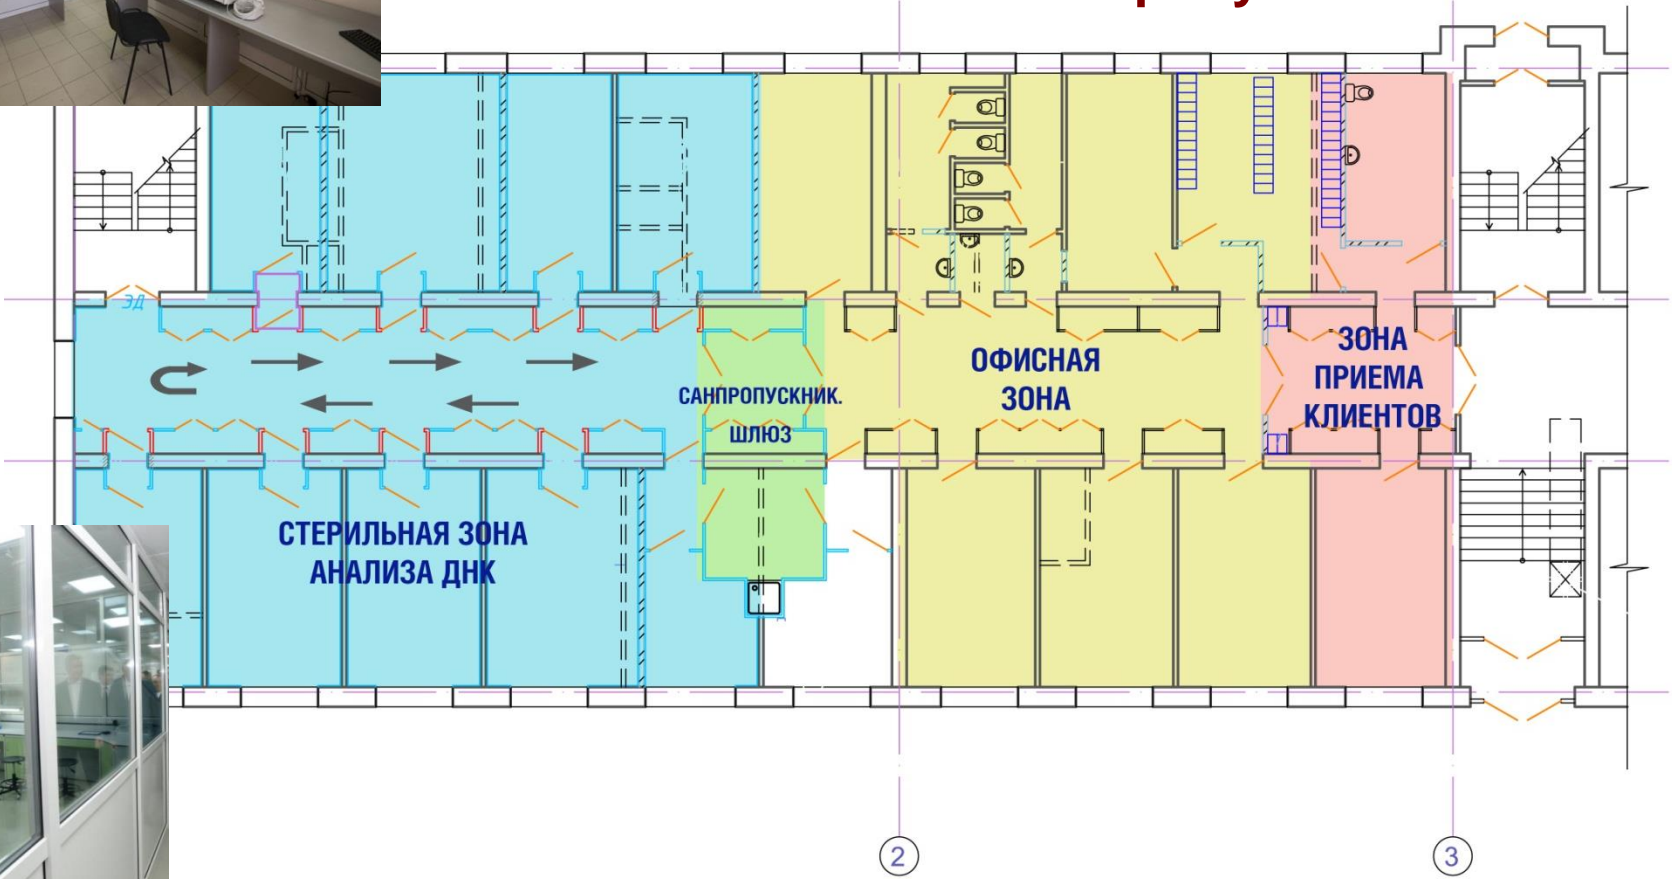 ЭД
ОФИСНАЯ
ЗОНА
ЗОНА
ПРИЕМА
КЛИЕНТОВ
САНПРОПУСКНИК.
ШЛЮЗ
СТЕРИЛЬНАЯ ЗОНА
АНАЛИЗА ДНК
2
3